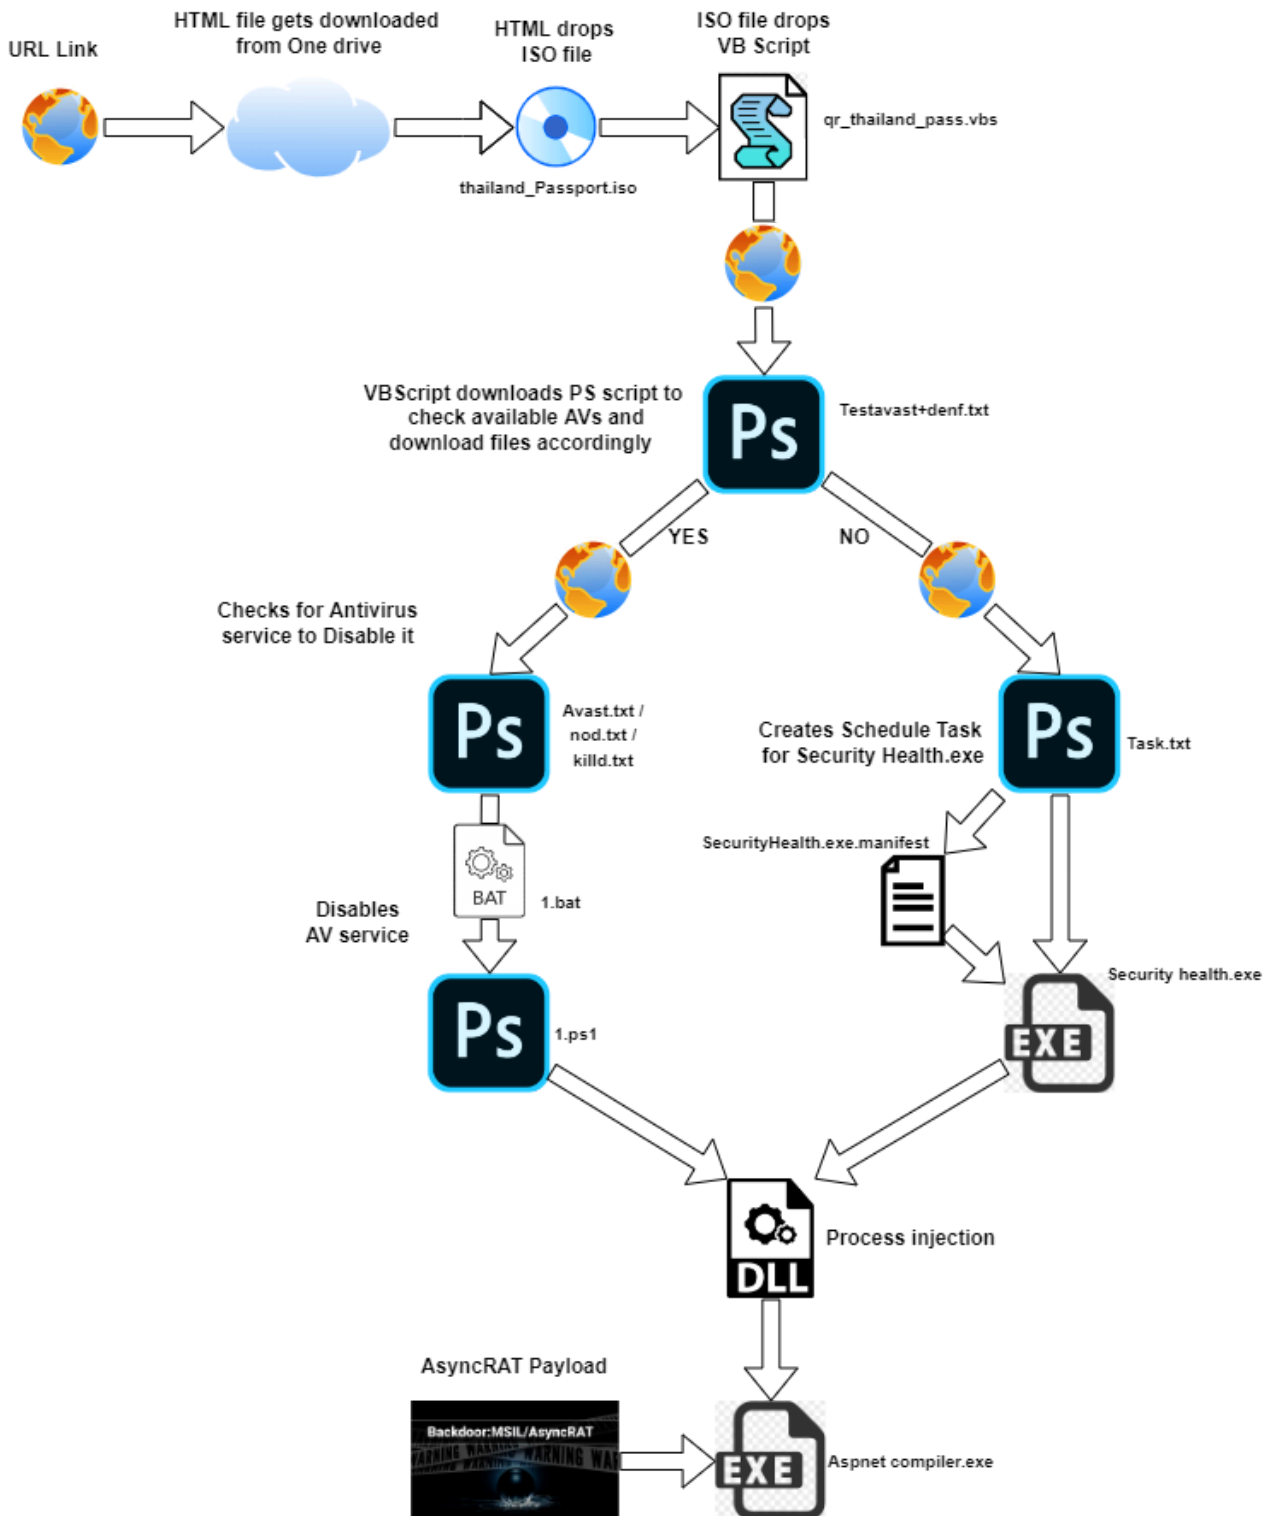 URL Link
HTML file gets downloaded
from One drive
HTML drops
ISO file
ISO file drops
VB Script
qr_thailand_pass.vbs
thailand_Passport.iso
VBScript downloads PS script to
check available AVs and
download files accordingly
Ps
Testavast+denf.txt
YES
NO
Checks for Antivirus
service to Disable it
Ps
Avast.txt /
nod.txt /
killd.txt
Creates Schedule Task
for Security Health.exe
Ps
Task.txt
SecurityHealth.exe.manifest
BAT
1.bat
Disables
AV service
Ps
1.ps1
Security health.exe
EXE
DLL
Process injection
AsyncRAT Payload
Backdoor:MSIL/AsyncRAT
WARNING WARNING WARNING WA
EXE
Aspnet compiler.exe